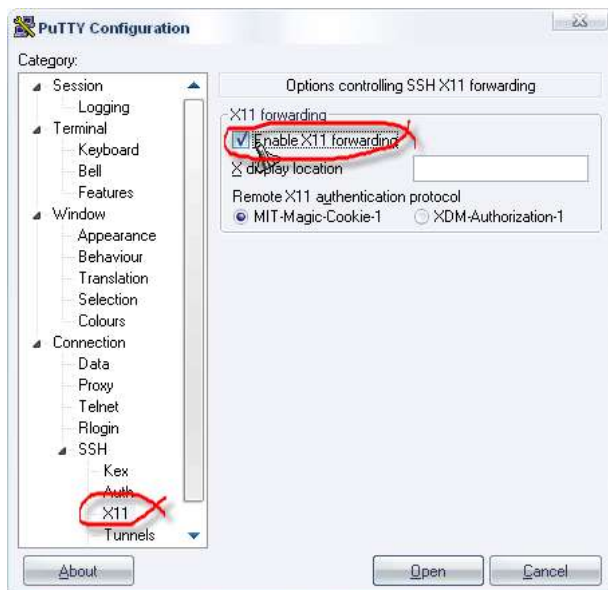 PuTTY Configuration
Category:
Session
Logging
Terminal
Keyboard
Bell
Features
Window
Appearance
Behaviour
Translation
Selection
Colours
Connection
Data
Proxy
Telnet
Rlogin
SSH
Kex
Auth
X11
Tunnels
Options controlling SSH X11 forwarding
X11 forwarding
Enable X11 forwarding
X display location
Remote X11 authentication protocol
MIT-Magic-Cookie-1 XDM-Authorization-1
About Open Cancel